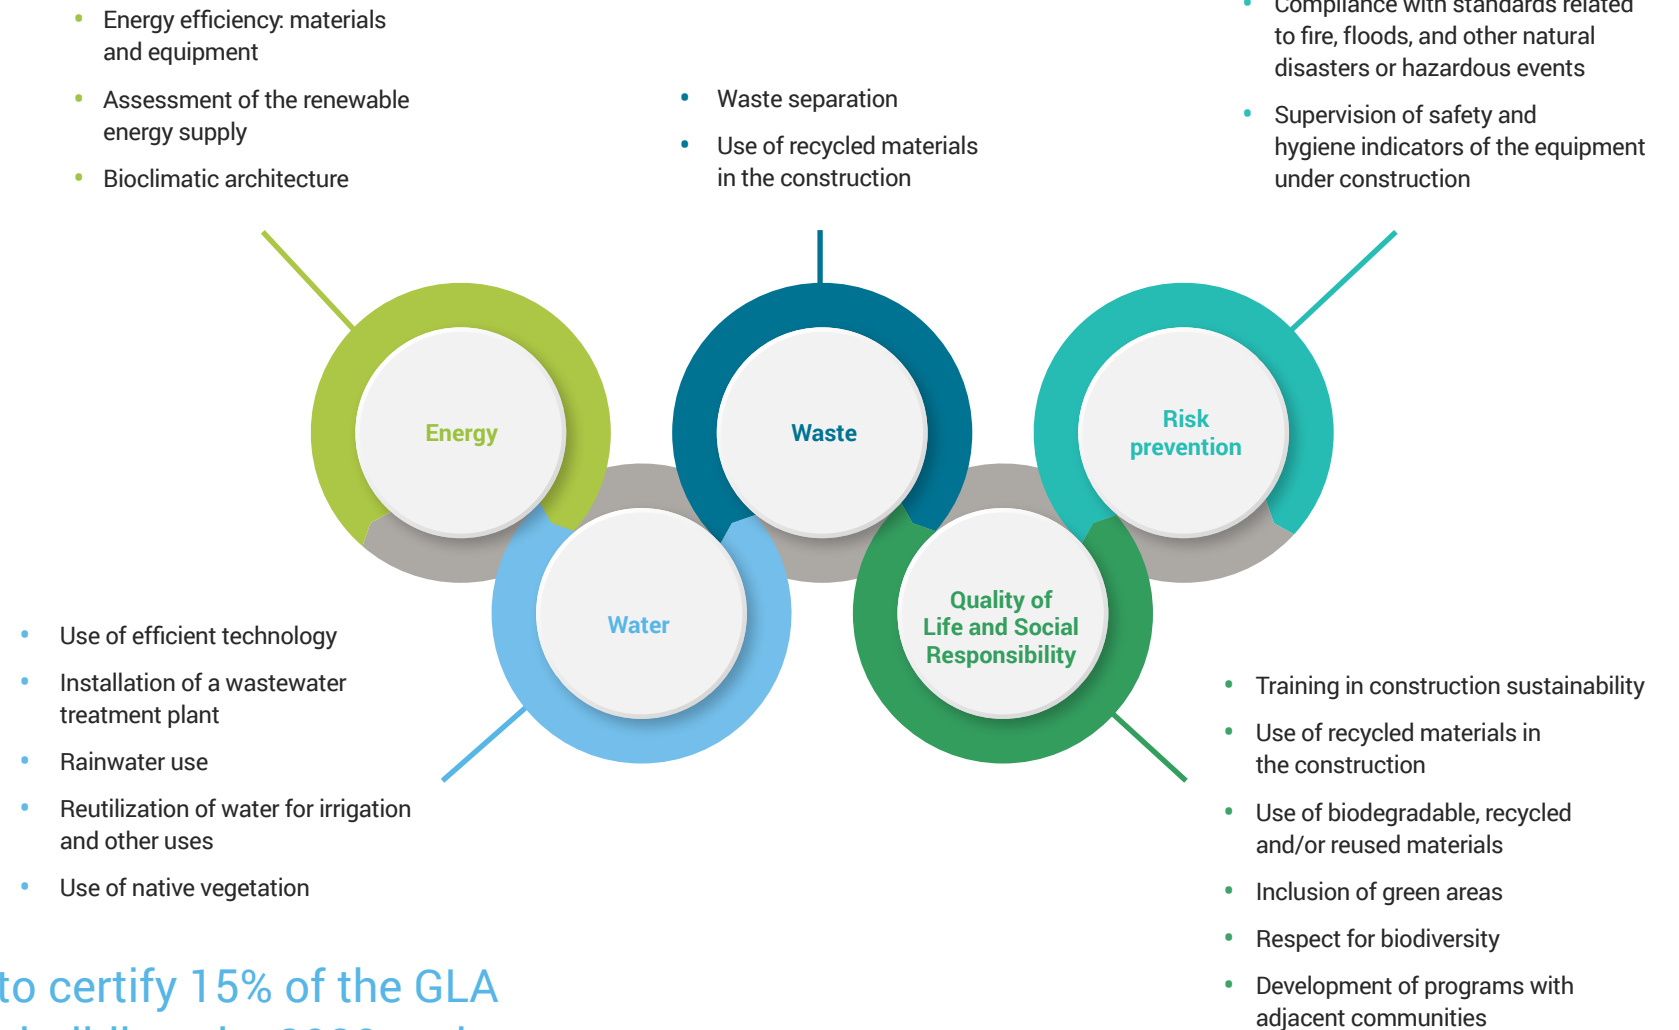 Energy efficiency: materials
and equipment
Assessment of the renewable
energy supply
Bioclimatic architecture
Waste separation
Use of recycled materials
in the construction
Compliance with standards related
to fire, floods, and other natural
disasters or hazardous events
Supervision of safety and
hygiene indicators of the equipment
under construction
Energy
Waste
Risk
prevention
Water
Quality of
Life and Social
Responsibility
Use of efficient technology
Installation of a wastewater
treatment plant
Rainwater use
Reutilization of water for irrigation
and other uses
Use of native vegetation
Training in construction sustainability
Use of recycled materials in
the construction
Use of biodegradable, recycled
and/or reused materials
Inclusion of green areas
Respect for biodiversity
Development of programs with
adjacent communities
to certify 15% of the GLA